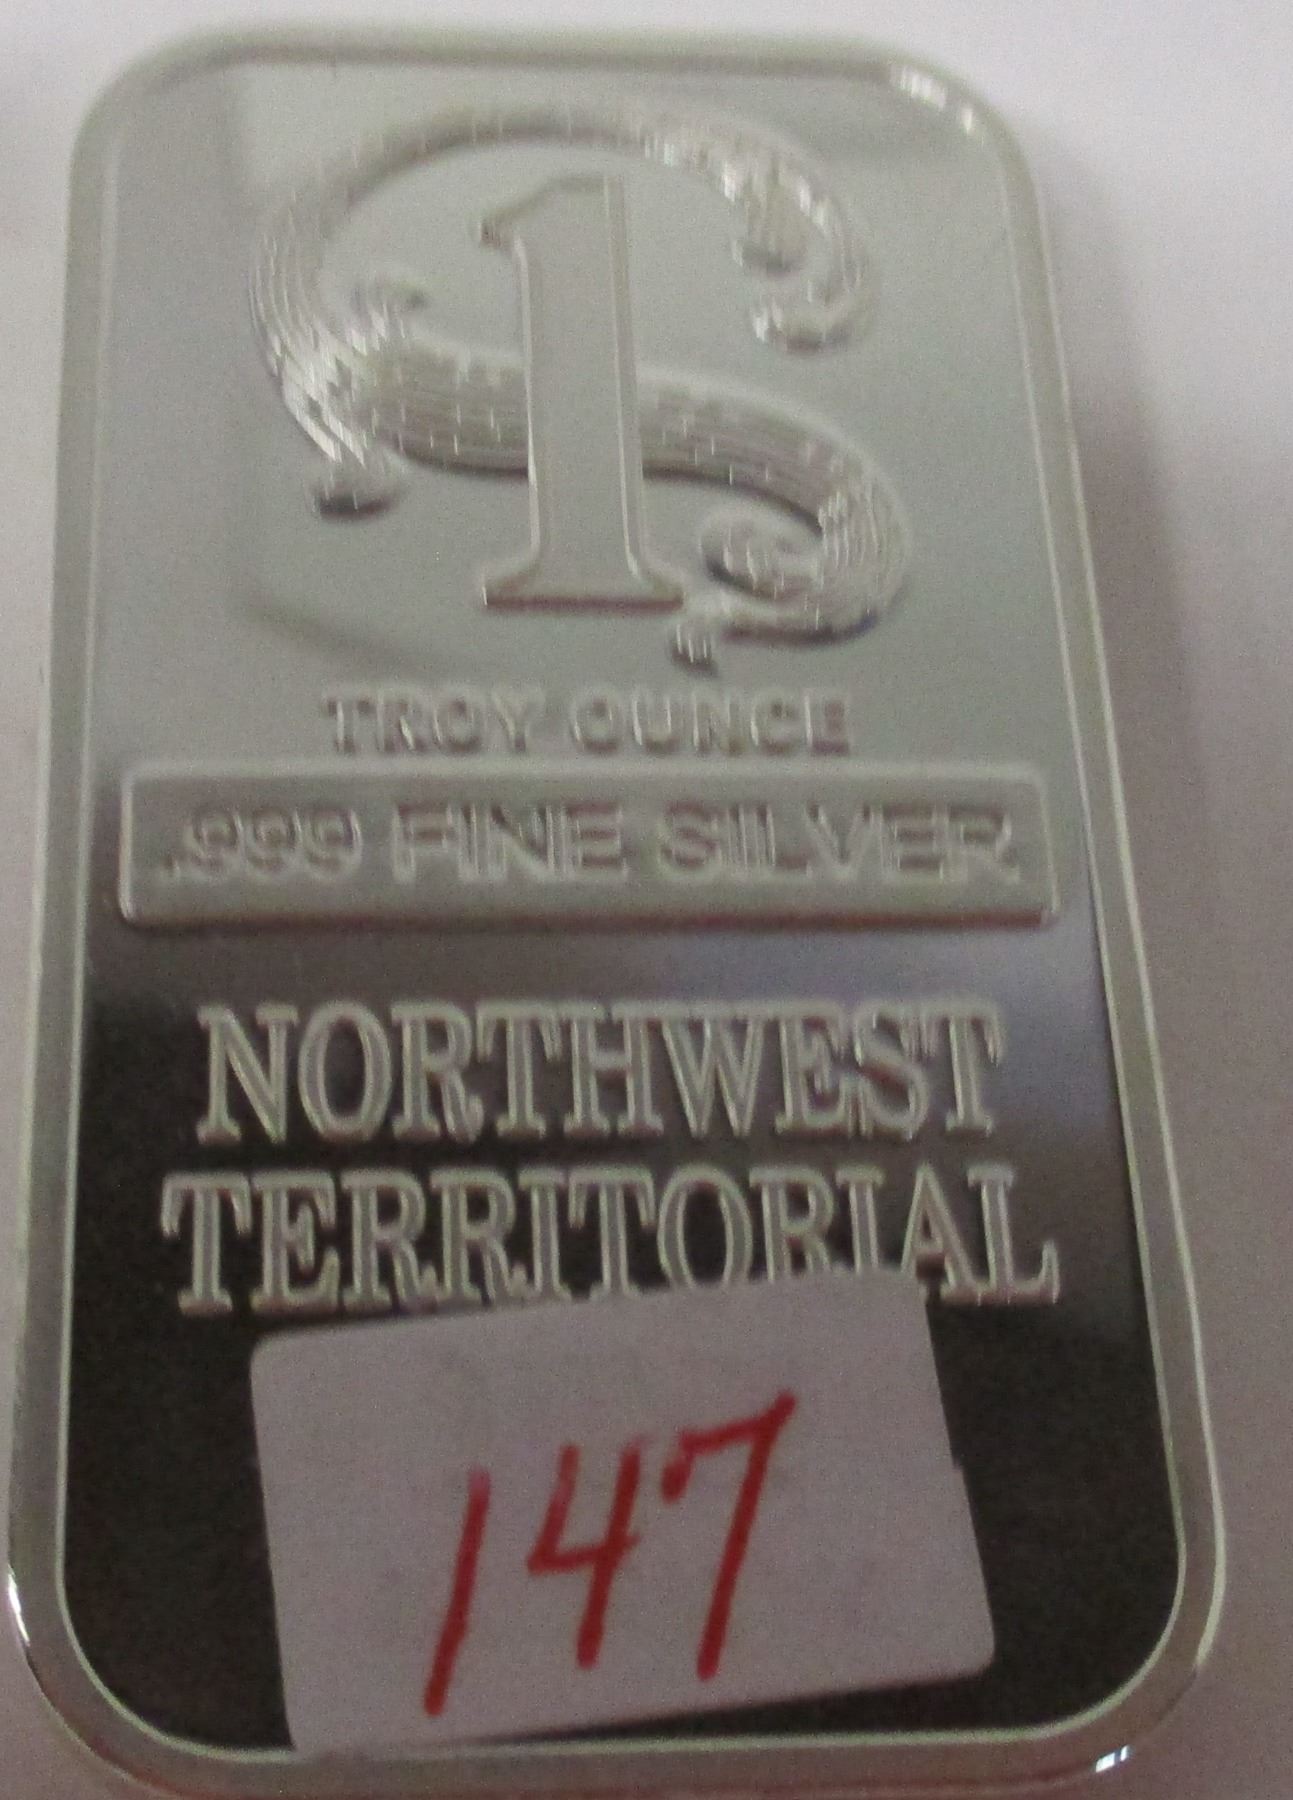 1
TROY OUNCE
.999 FINE SILVER
NORTHWEST
TERRITORIAL
147